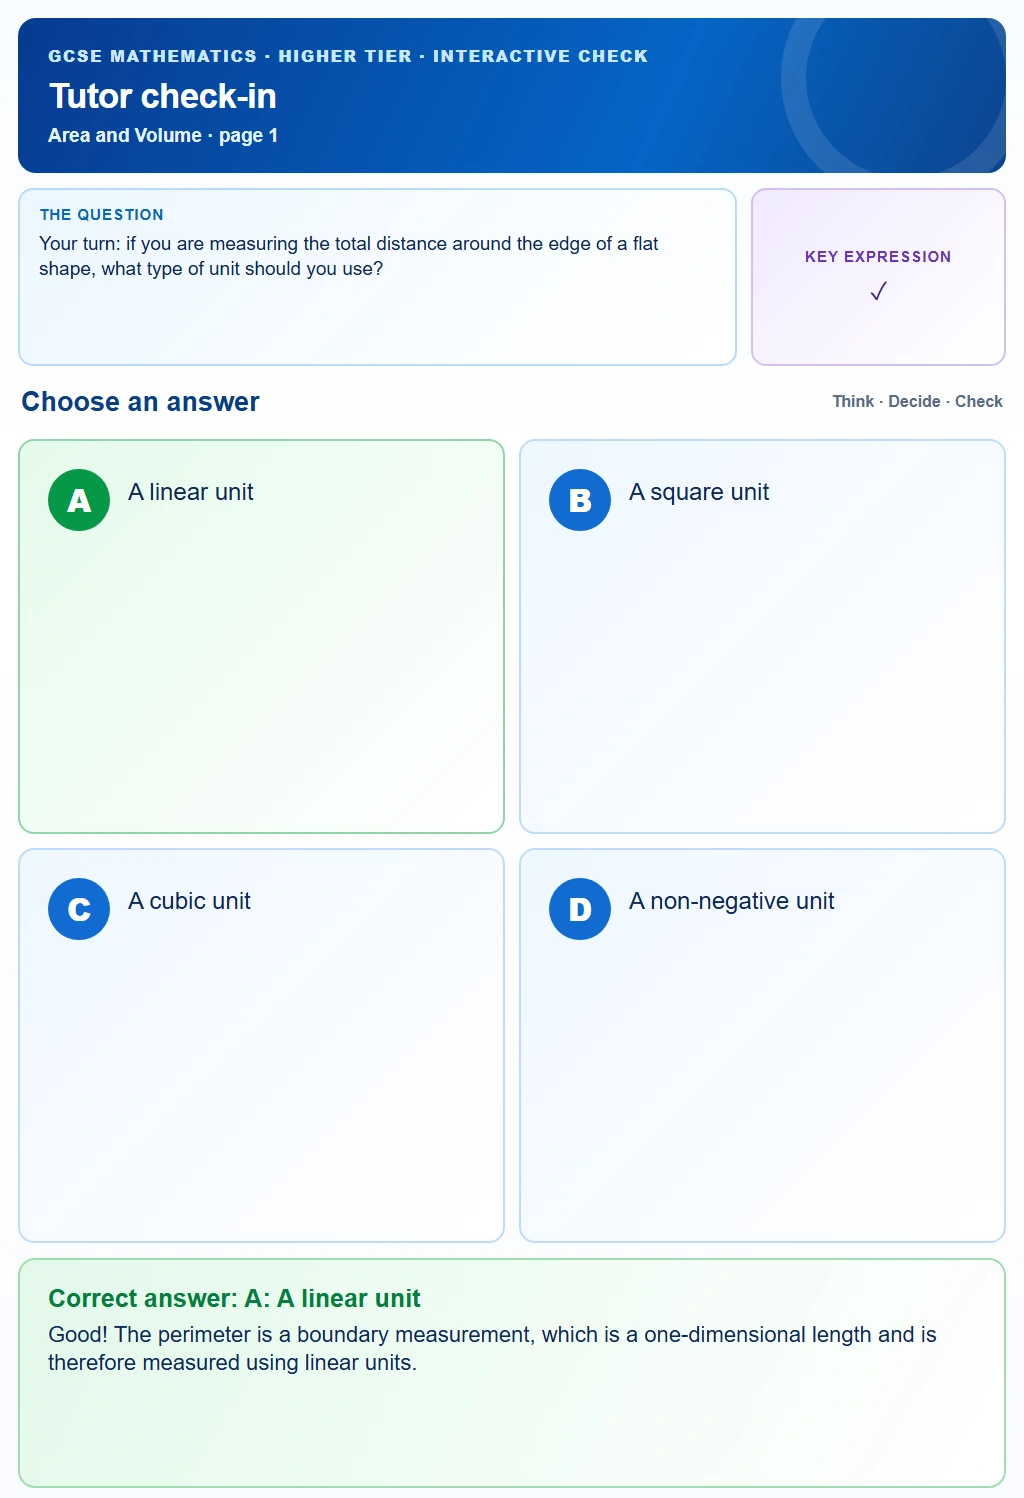 GCSE MATHEMATICS · HIGHER TIER · INTERACTIVE CHECK
Tutor check-in
Area and Volume · page 1
THE QUESTION
Your turn: if you are measuring the total distance around the edge of a flat
shape, what type of unit should you use?
KEY EXPRESSION
✓
Choose an answer
Think · Decide · Check
A
A linear unit
B
A square unit
C
A cubic unit
D
A non-negative unit
Correct answer: A: A linear unit
Good! The perimeter is a boundary measurement, which is a one-dimensional length and is
therefore measured using linear units.